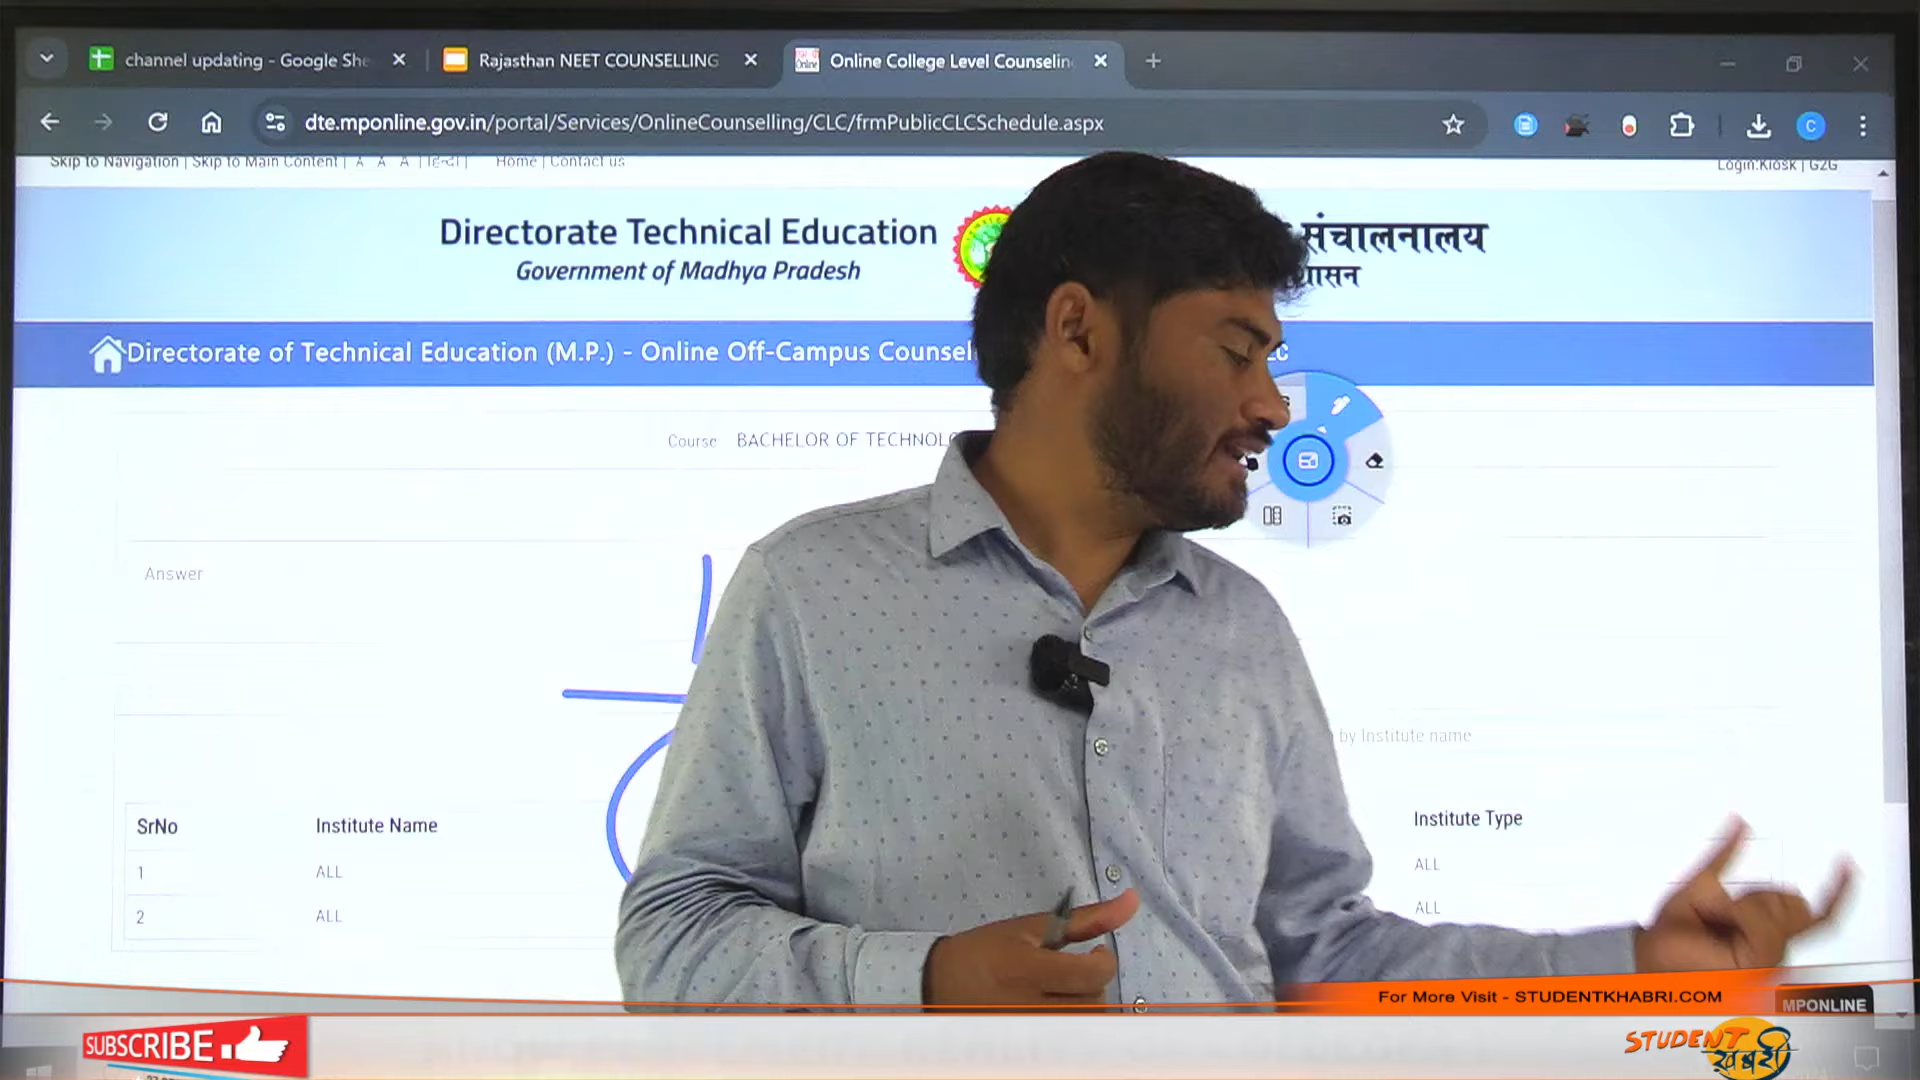 channel updating - Google She
Rajasthan NEET COUNSELLING
Online College Level Counselin
dte.mponline.gov.in/portal/Services/OnlineCounselling/CLC/frmPublicCLCSchedule.aspx
C
Skip to Navigation | Skip to Main Content | A A A | हिन्दी | Home | Contact us
Login:Kiosk | G2G
Directorate Technical Education
संचालनालय
Government of Madhya Pradesh
शासन
Directorate of Technical Education (M.P.) - Online Off-Campus Counsel
Course BACHELOR OF TECHNOLO
Answer
by Institute name
SrNo Institute Name Institute Type
1 ALL ALL
2 ALL ALL
For More Visit - STUDENTKHABRI.COM
MPONLINE
SUBSCRIBE
STUDENT
खबरी